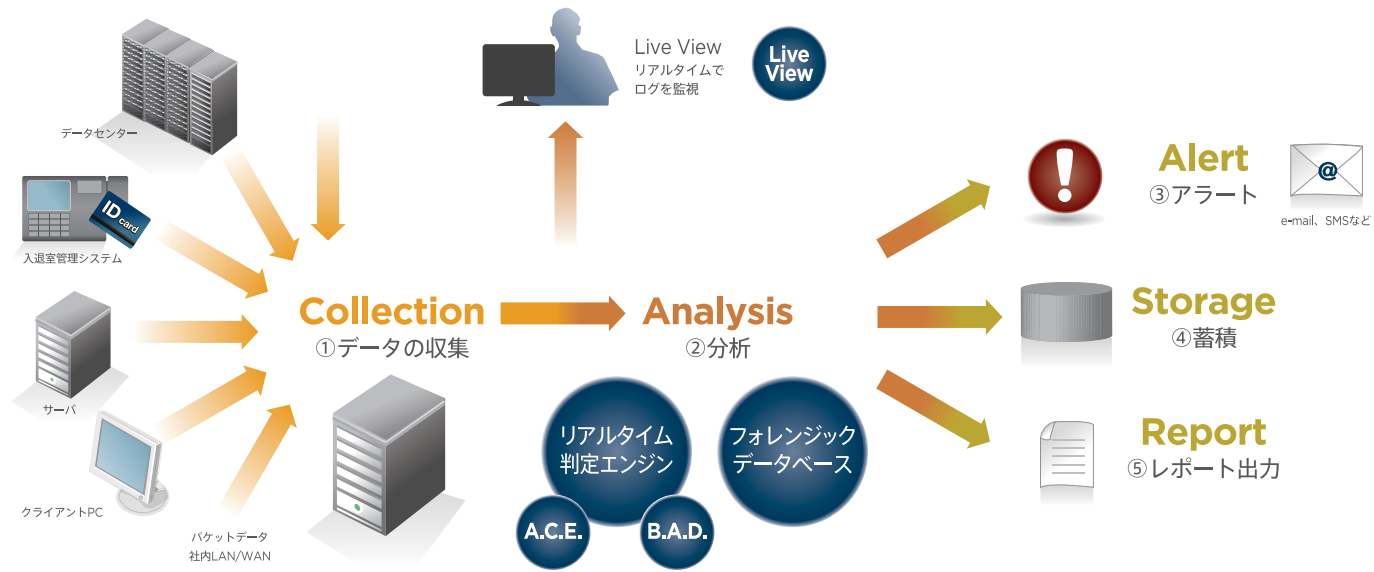 データセンター
ID card
入退室管理システム
サーバ
クライアントPC
パケットデータ
社内LAN/WAN
Collection
①データの収集
Live View
リアルタイムで
ログを監視
Live
View
Analysis
②分析
リアルタイム
判定エンジン
A.C.E.
B.A.D.
フォレンジック
データベース
Alert
③アラート
@
e-mail、SMSなど
Storage
④蓄積
Report
⑤レポート出力